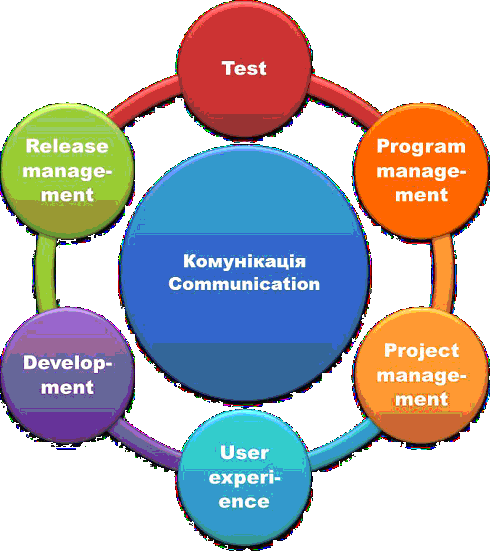 Test
Program
manage-
ment
Project
manage-
ment
User
experi-
ence
Develop-
ment
Release
manage-
ment
Комунікація
Communication